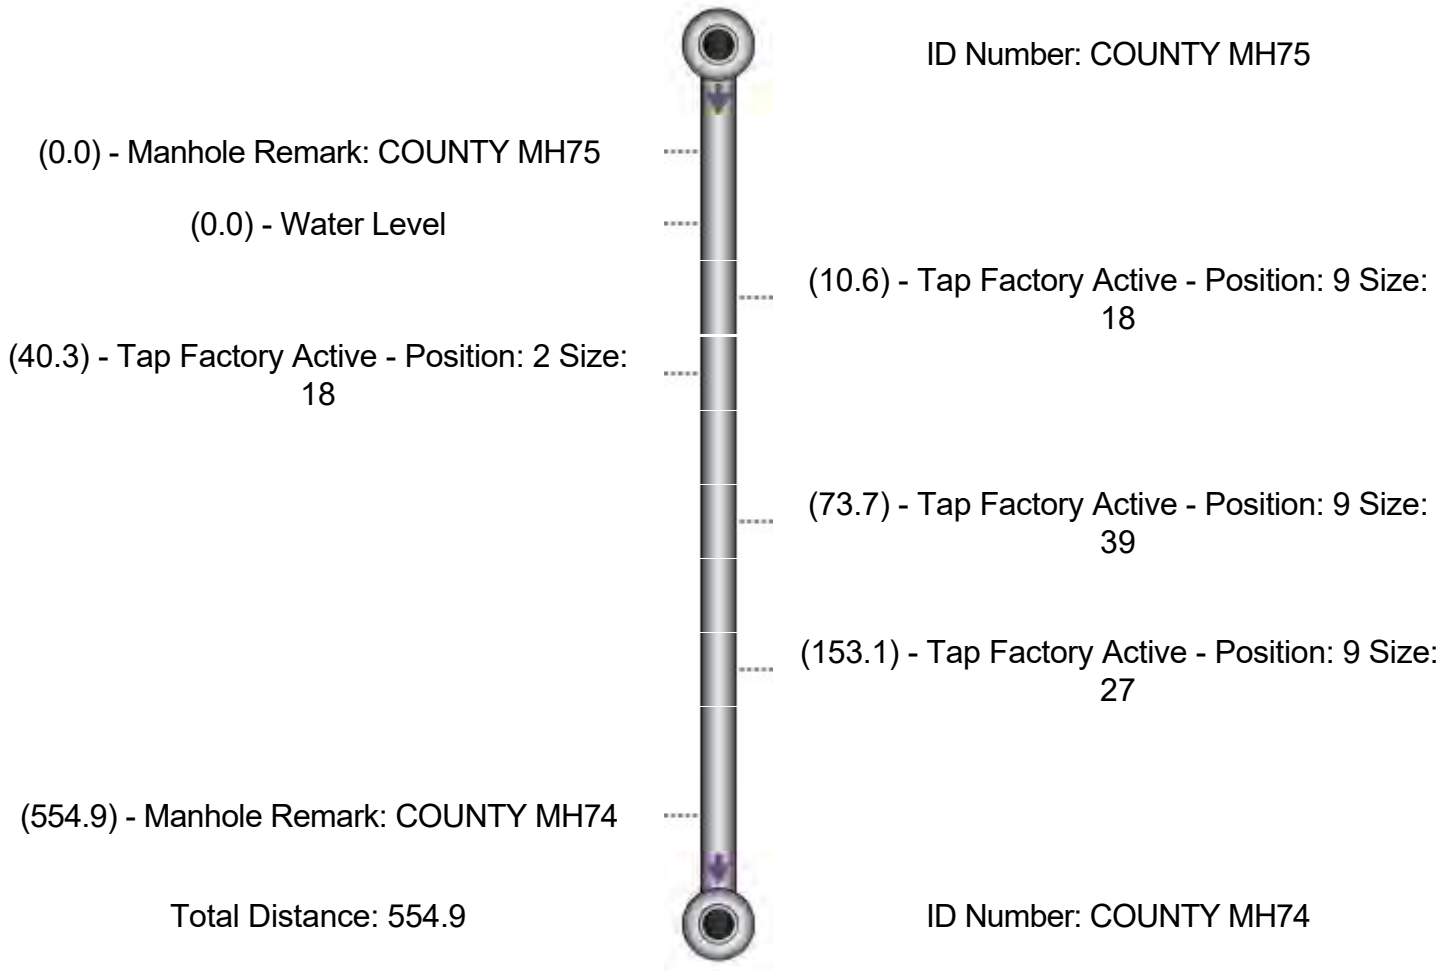 ID Number: COUNTY MH75
(0.0) - Manhole Remark: COUNTY MH75
(0.0) - Water Level
(10.6) - Tap Factory Active - Position: 9 Size:
18
(40.3) - Tap Factory Active - Position: 2 Size:
18
(73.7) - Tap Factory Active - Position: 9 Size:
39
(153.1) - Tap Factory Active - Position: 9 Size:
27
(554.9) - Manhole Remark: COUNTY MH74
Total Distance: 554.9
ID Number: COUNTY MH74